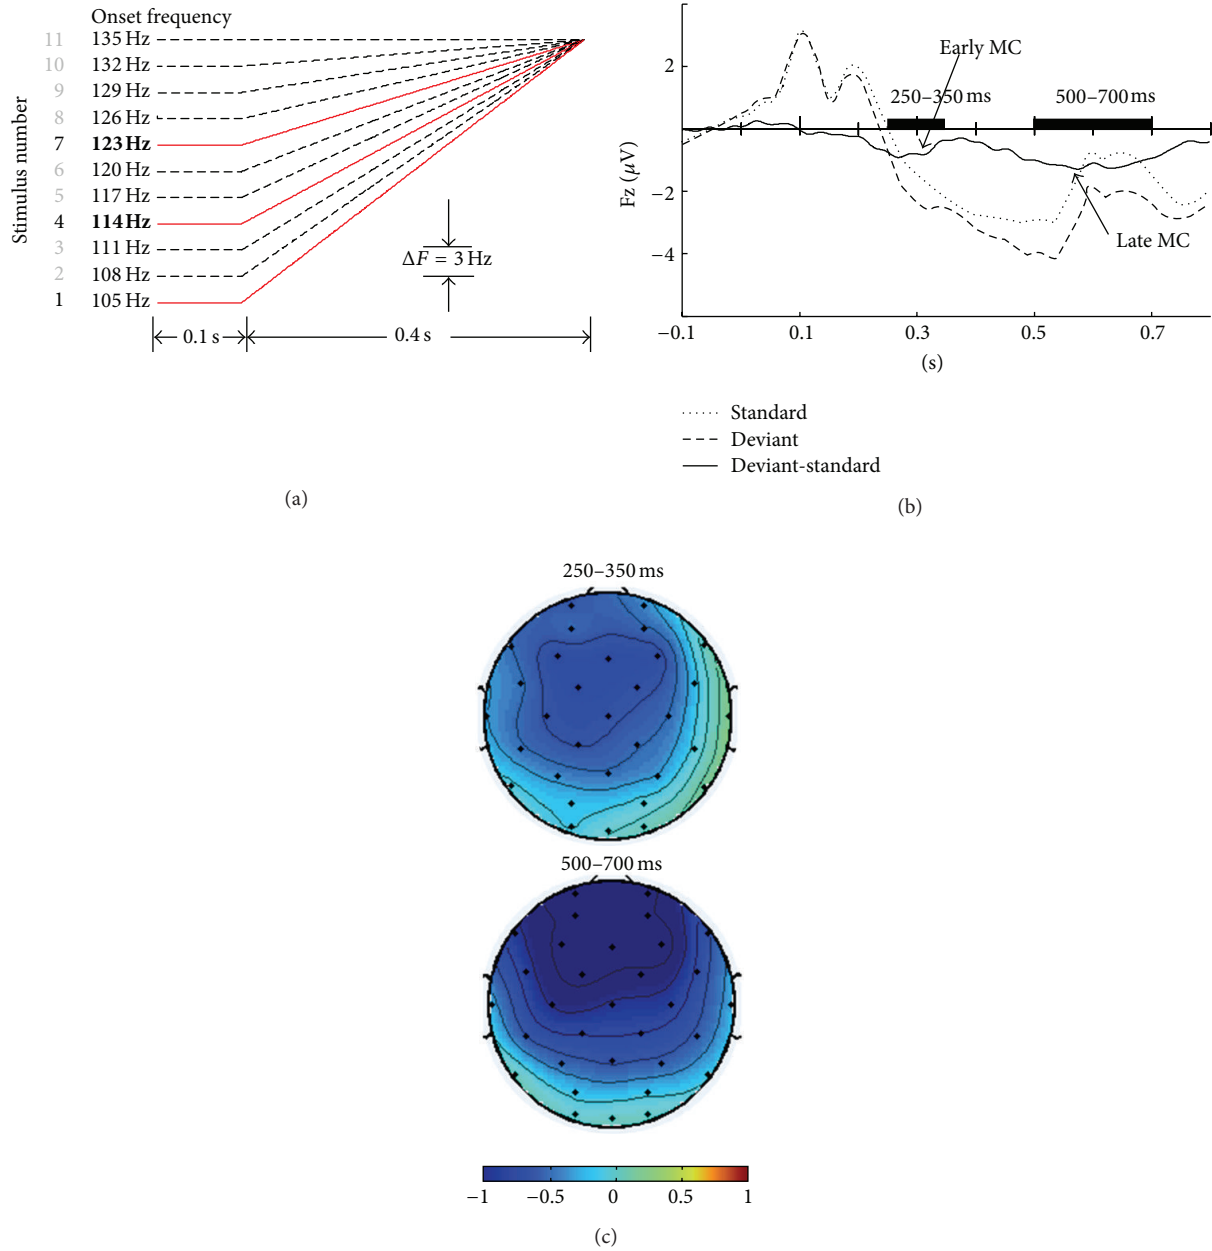 Onset frequency
11 135 Hz
10 132 Hz
9 129 Hz
8 126 Hz
7 123 Hz
6 120 Hz
5 117 Hz
4 114 Hz
3 111 Hz
2 108 Hz
1 105 Hz
Stimulus number
ΔF = 3 Hz
0.1 s
0.4 s
(a)
Early MC
250–350 ms
500–700 ms
Late MC
2
0
−2
−4
Fz (μV)
−0.1 0.1 0.3 0.5 0.7
(s)
Standard
Deviant
Deviant-standard
(b)
250–350 ms
500–700 ms
−1 −0.5 0 0.5 1
(c)